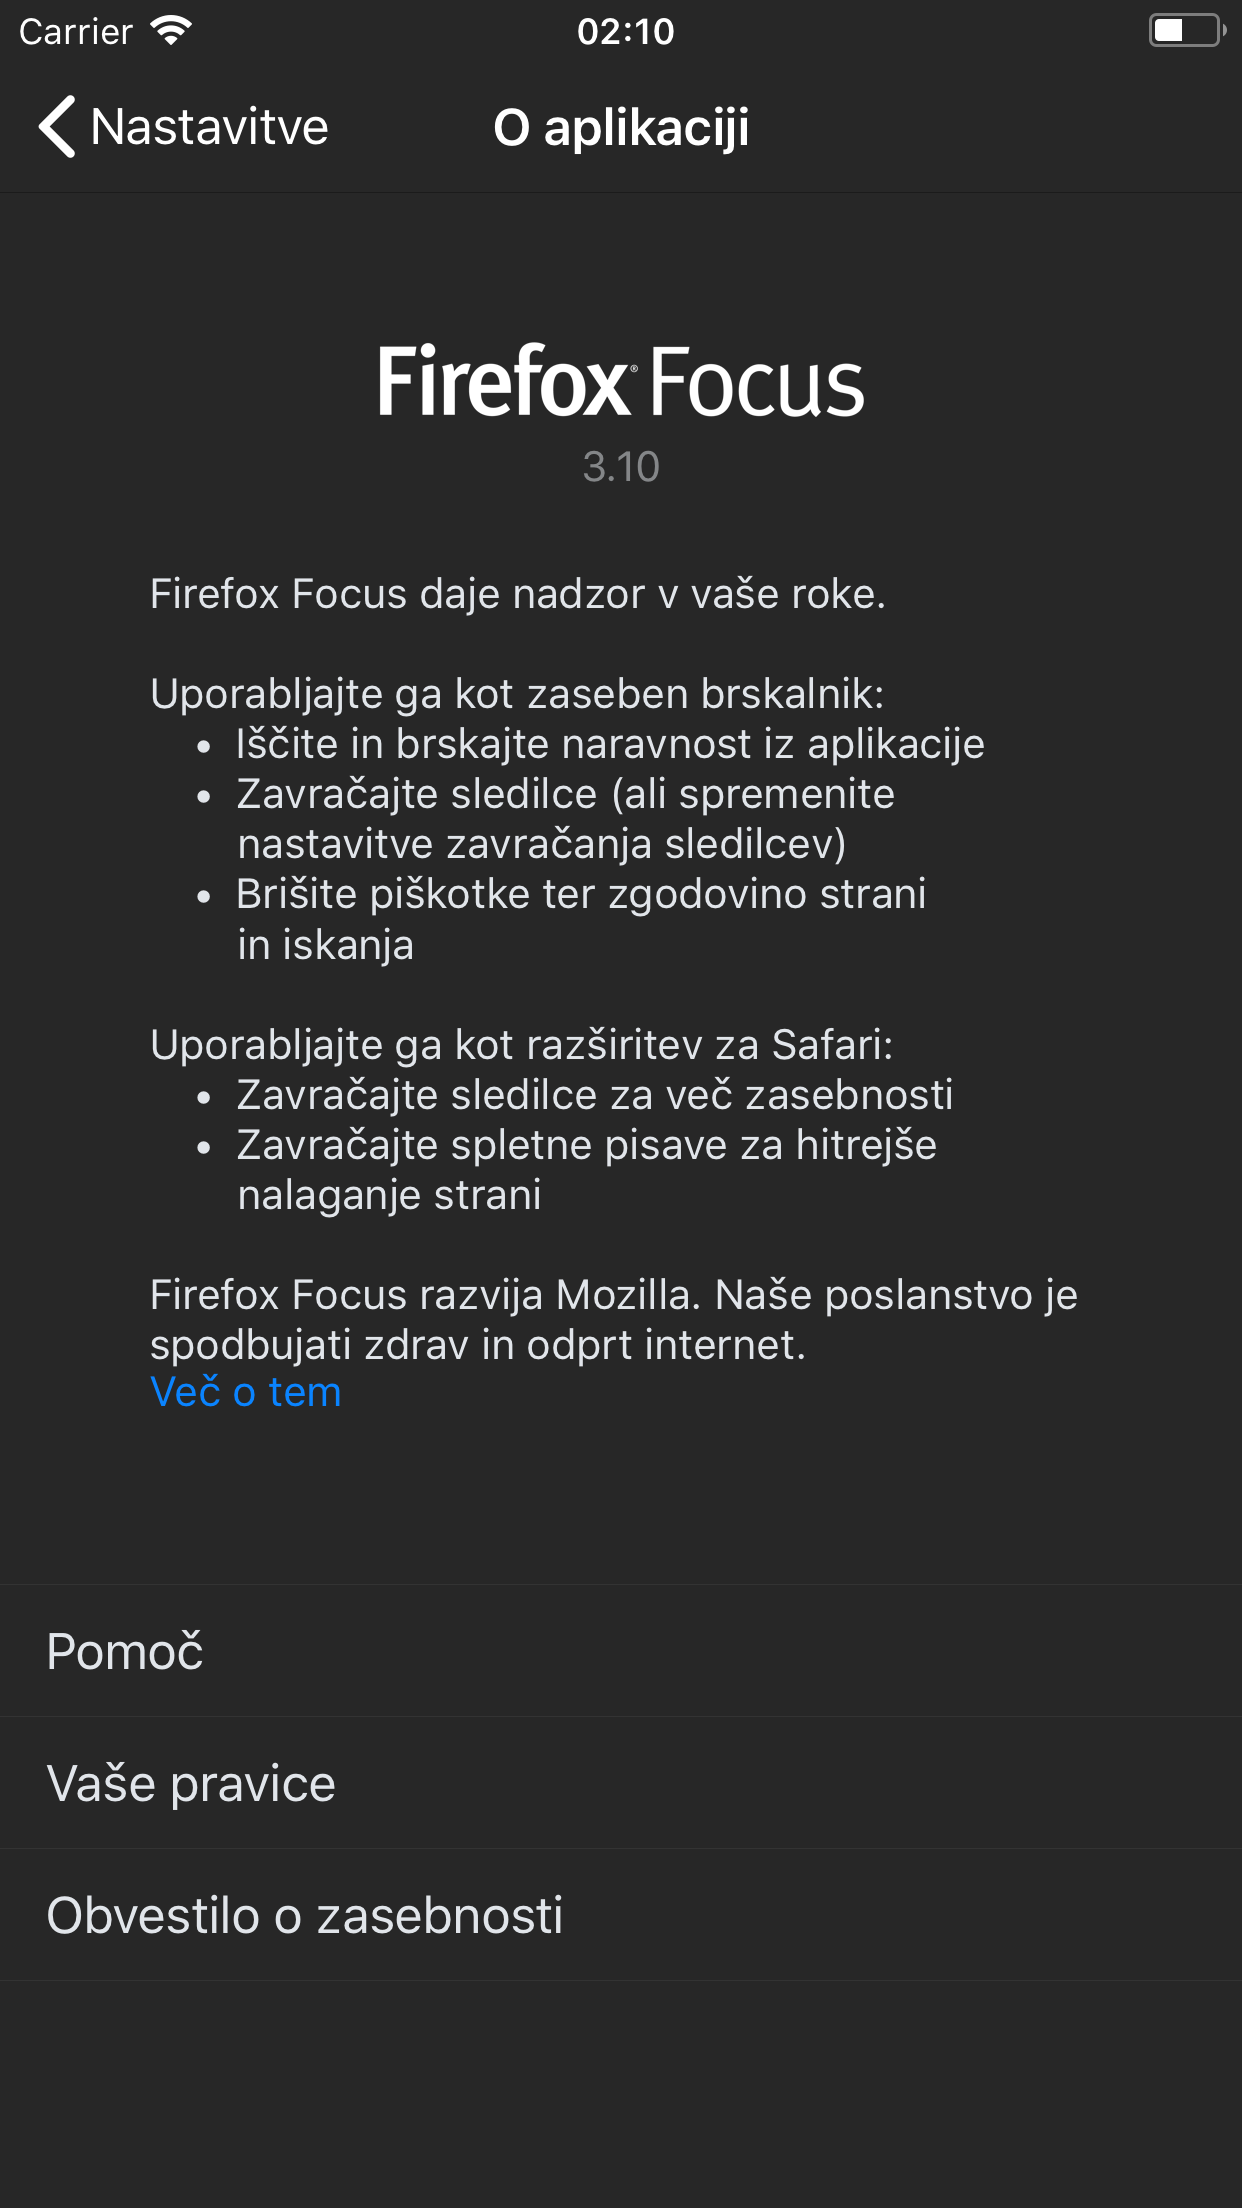 Carrier
02:10
Nastavitve
O aplikaciji
Firefox® Focus
3.10
Firefox Focus daje nadzor v vaše roke.
Uporabljajte ga kot zaseben brskalnik:
• Iščite in brskajte naravnost iz aplikacije
• Zavračajte sledilce (ali spremenite
nastavitve zavračanja sledilcev)
• Brišite piškotke ter zgodovino strani
in iskanja
Uporabljajte ga kot razširitev za Safari:
• Zavračajte sledilce za več zasebnosti
• Zavračajte spletne pisave za hitrejše
nalaganje strani
Firefox Focus razvija Mozilla. Naše poslanstvo je
spodbujati zdrav in odprt internet.
Več o tem
Pomoč
Vaše pravice
Obvestilo o zasebnosti